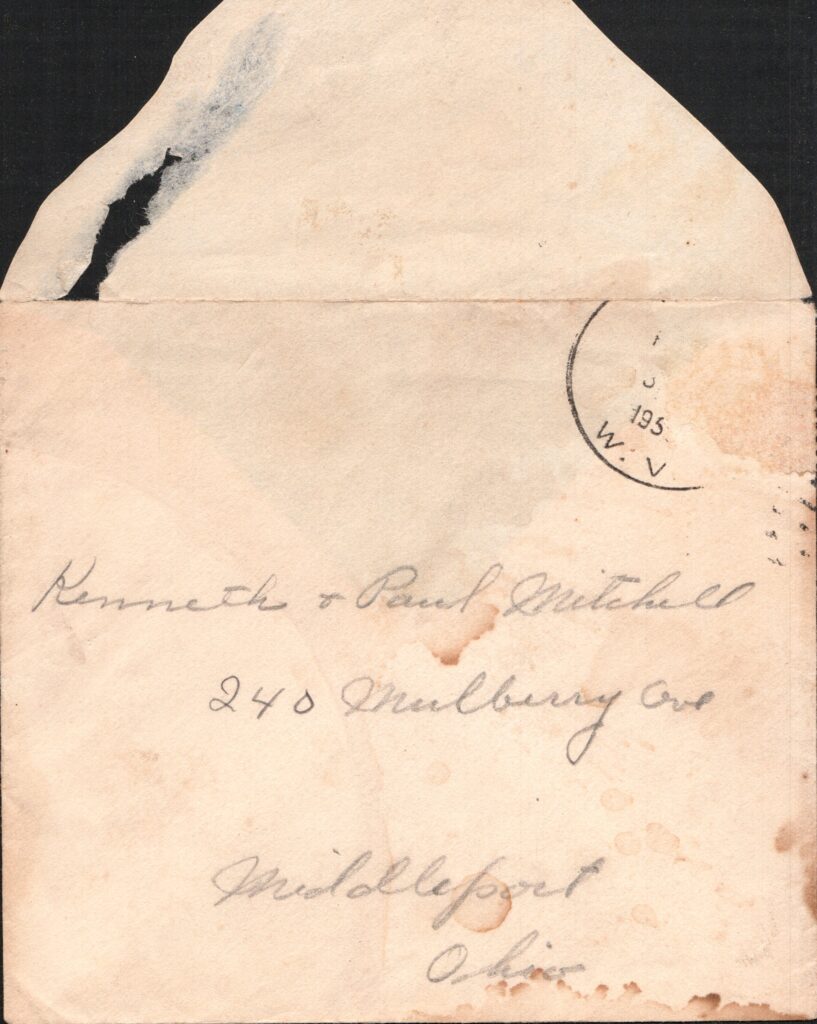 195
W. V
Kenneth & Paul Mitchell
240 Mulberry Ave
Middleport
Ohio